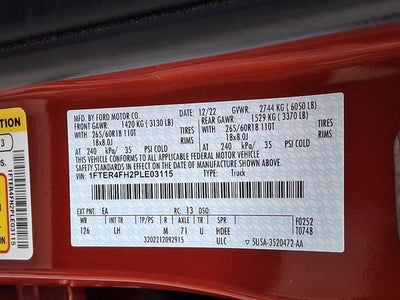 MFD. BY FORD MOTOR CO.
DATE: 12/22 GVWR: 2744 KG (6050 LB)
FRONT GAWR: 1420 KG (3130 LB)
REAR GAWR: 1529 KG (3370 LB)
WITH 265/60R18 110T TIRES
WITH 265/60R18 110T TIRES
18x8.0J RIMS
18x8.0J RIMS
AT 240 kPa/ 35 PSI COLD
AT 240 kPa/ 35 PSI COLD
THIS VEHICLE CONFORMS TO ALL APPLICABLE FEDERAL MOTOR VEHICLE
SAFETY STANDARDS IN EFFECT ON THE DATE OF MANUFACTURE SHOWN ABOVE.
VIN: 1FTER4FH2PLE03115
TYPE: Truck
EXT PNT: EA RC: 13 DSO:
WB INT TR TP/PS R AXLE TR SPR F0252
126 LH M 71 U HDEE T0748
3202212092915 ULC 5U5A-3520472-AA
1FTER4FH2PLE03115